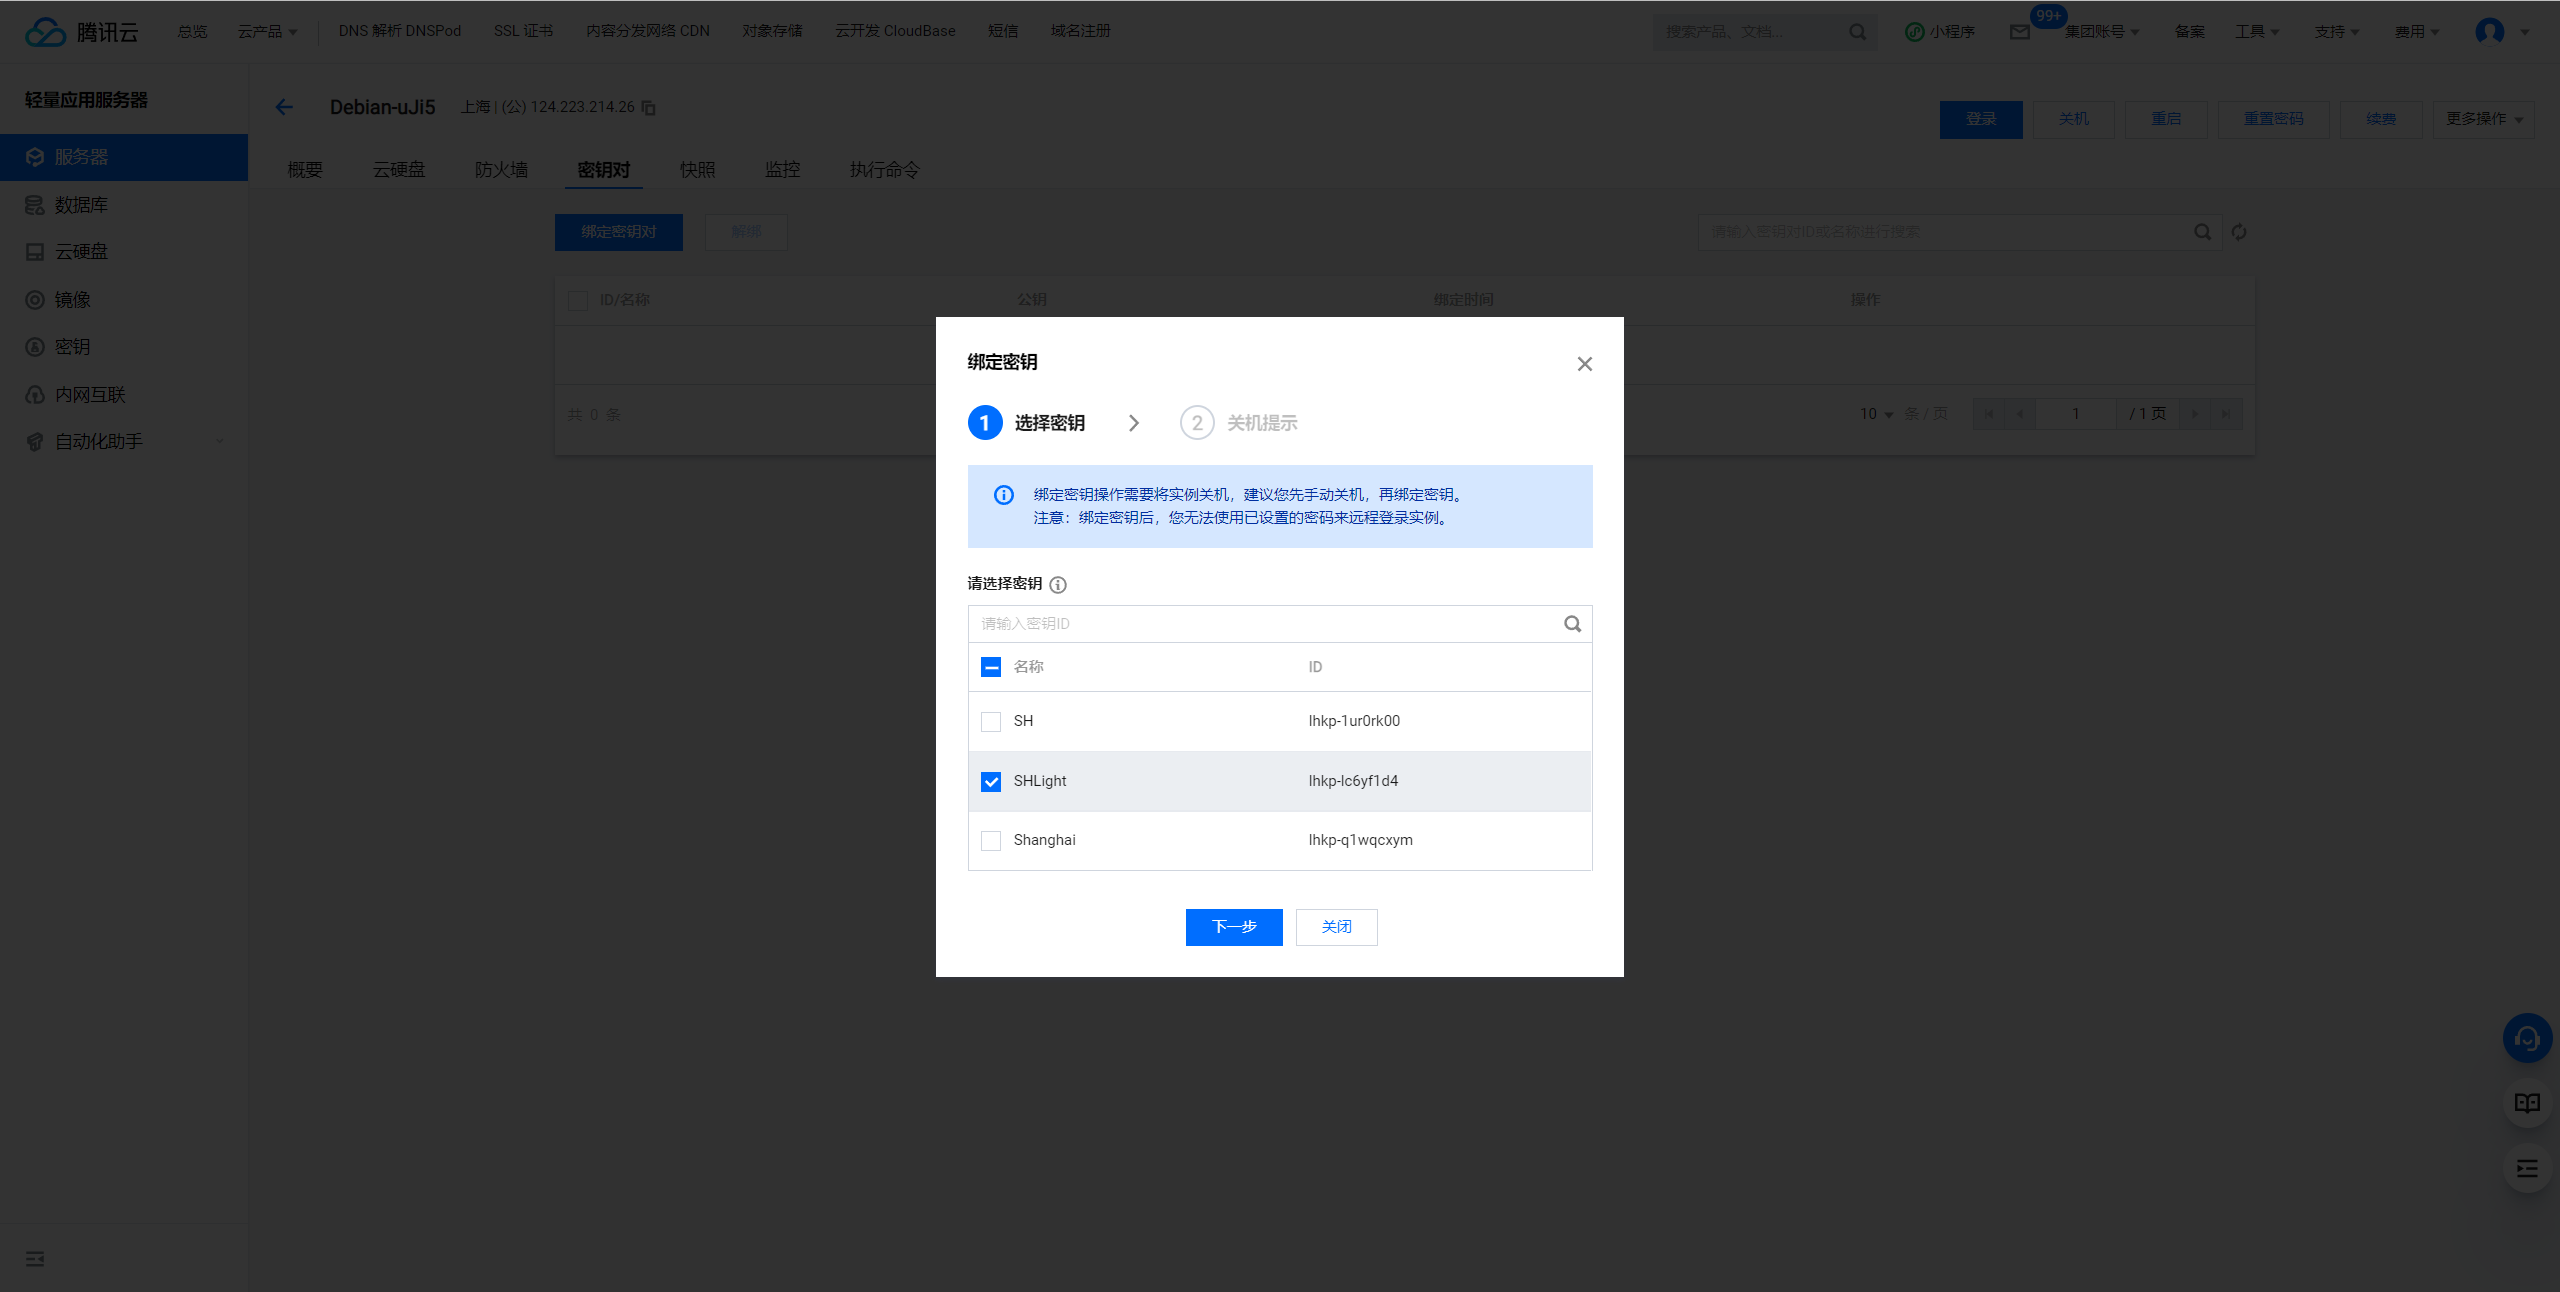 腾讯云
总览
云产品
DNS 解析 DNSPod
SSL 证书
内容分发网络 CDN
对象存储
云开发 CloudBase
短信
域名注册
搜索产品、文档...
小程序
99+
集团账号
备案
工具
支持
费用
轻量应用服务器
服务器
数据库
云硬盘
镜像
密钥
内网互联
自动化助手
Debian-uJi5
上海 | (公) 124.223.214.26
登录
关机
重启
重置密码
续费
更多操作
概要
云硬盘
防火墙
密钥对
快照
监控
执行命令
绑定密钥对
解绑
请输入密钥对ID或名称进行搜索
ID/名称
公钥
绑定时间
操作
共 0 条
10
条 / 页
1
/ 1 页
绑定密钥
1 选择密钥
2 关机提示
绑定密钥操作需要将实例关机，建议您先手动关机，再绑定密钥。
注意：绑定密钥后，您无法使用已设置的密码来远程登录实例。
请选择密钥
请输入密钥ID
名称 ID
SH lhkp-1ur0rk00
SHLight lhkp-lc6yf1d4
Shanghai lhkp-q1wqcxym
下一步
关闭